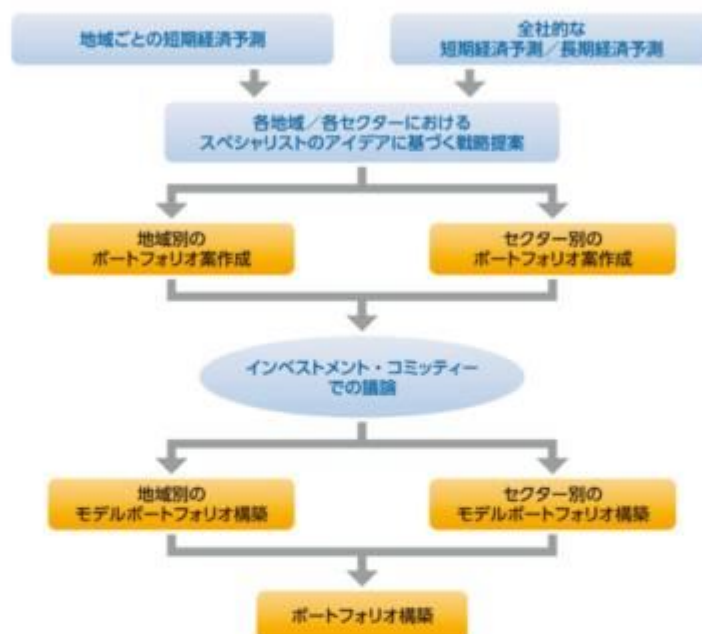 地域ごとの短期経済予測
全社的な
短期経済予測／長期経済予測
各地域／各セクターにおける
スペシャリストのアイデアに基づく戦略提案
地域別の
ポートフォリオ案作成
セクター別の
ポートフォリオ案作成
インベストメント・コミッティー
での議論
地域別の
モデルポートフォリオ構築
セクター別の
モデルポートフォリオ構築
ポートフォリオ構築